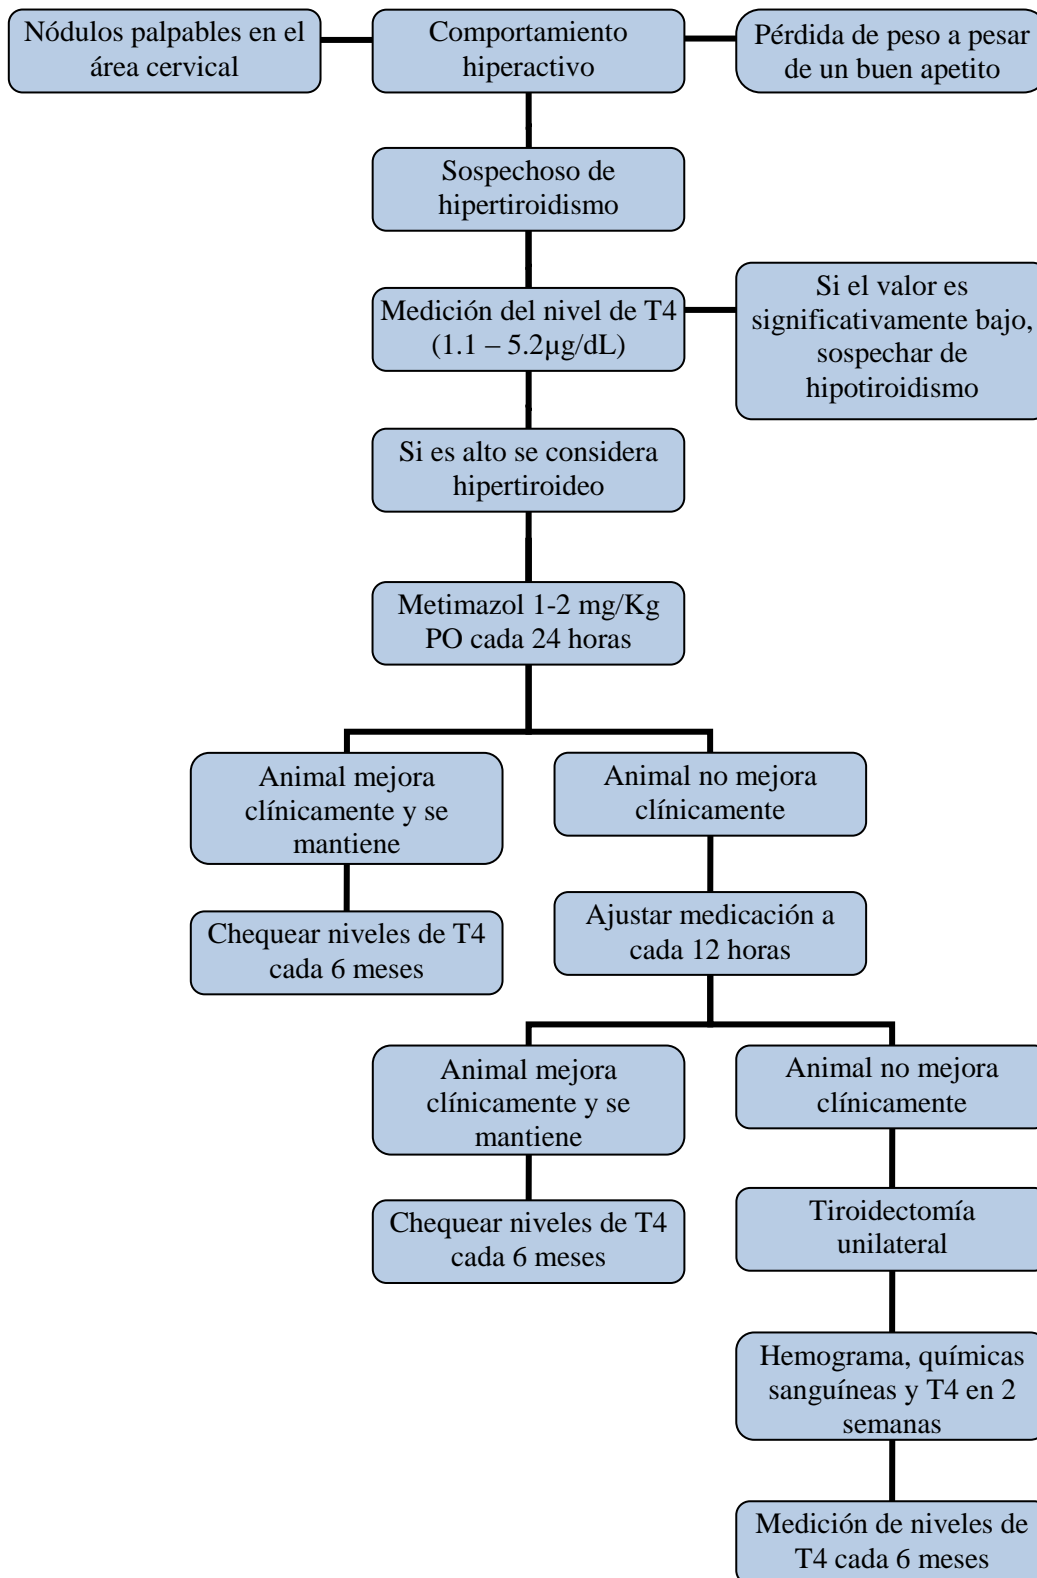 Nódulos palpables en el
área cervical
Comportamiento
hiperactivo
Pérdida de peso a pesar
de un buen apetito
Sospechoso de
hipertiroidismo
Medición del nivel de T4
(1.1 – 5.2µg/dL)
Si el valor es
significativamente bajo,
sospechar de
hipotiroidismo
Si es alto se considera
hipertiroideo
Metimazol 1-2 mg/Kg
PO cada 24 horas
Animal mejora
clínicamente y se
mantiene
Animal no mejora
clínicamente
Chequear niveles de T4
cada 6 meses
Ajustar medicación a
cada 12 horas
Animal mejora
clínicamente y se
mantiene
Animal no mejora
clínicamente
Chequear niveles de T4
cada 6 meses
Tiroidectomía
unilateral
Hemograma, químicas
sanguíneas y T4 en 2
semanas
Medición de niveles de
T4 cada 6 meses